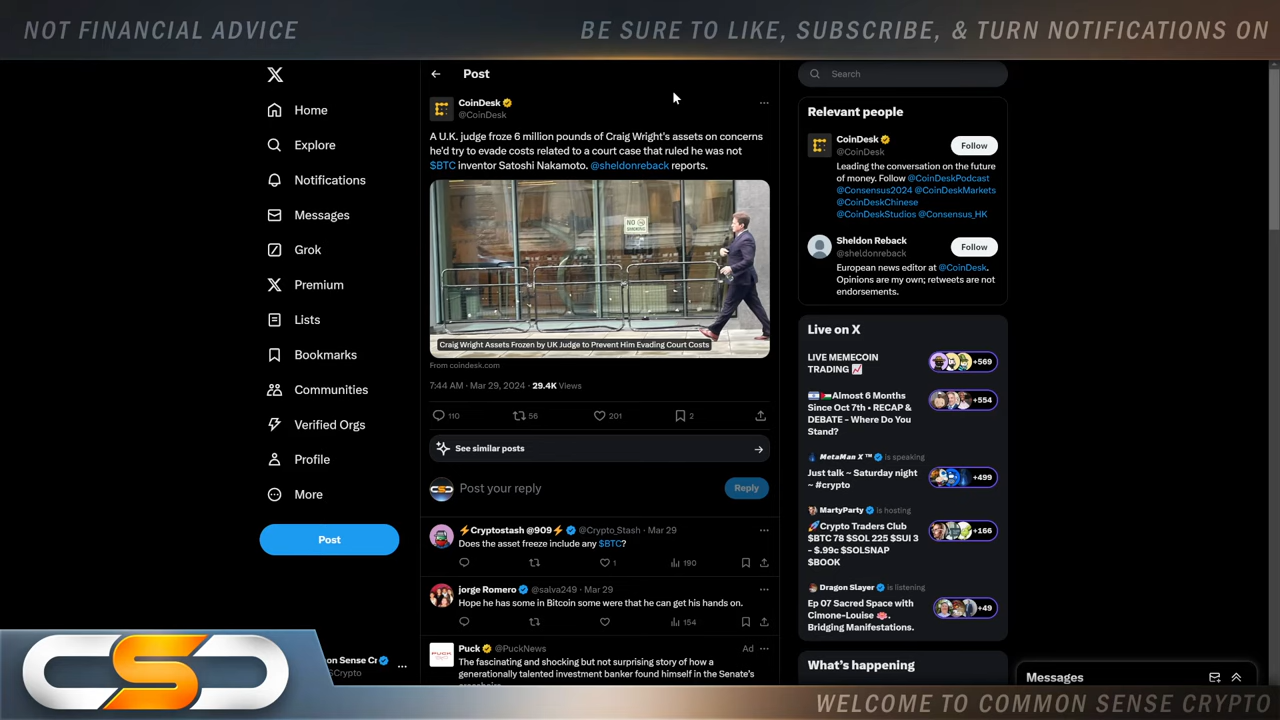 NOT FINANCIAL ADVICE
BE SURE TO LIKE, SUBSCRIBE, & TURN NOTIFICATIONS ON
Home
Explore
Notifications
Messages
Grok
Premium
Lists
Bookmarks
Communities
Verified Orgs
Profile
More
Post
on Sense Cr
SCrypto
Post
CoinDesk
@CoinDesk
A U.K. judge froze 6 million pounds of Craig Wright's assets on concerns
he'd try to evade costs related to a court case that ruled he was not
$BTC inventor Satoshi Nakamoto. @sheldonreback reports.
NO
SMOKING
Craig Wright Assets Frozen by UK Judge to Prevent Him Evading Court Costs
From coindesk.com
7:44 AM · Mar 29, 2024 · 29.4K Views
110 56 201 2
See similar posts
Post your reply
Reply
⚡Cryptostash @909⚡ @Crypto_Stash · Mar 29
Does the asset freeze include any $BTC?
1 190
jorge Romero @salva249 · Mar 29
Hope he has some in Bitcoin some were that he can get his hands on.
154
Puck @PuckNews Ad
The fascinating and shocking but not surprising story of how a
generationally talented investment banker found himself in the Senate's
Search
Relevant people
CoinDesk
@CoinDesk
Follow
Leading the conversation on the future
of money. Follow @CoinDeskPodcast
@Consensus2024 @CoinDeskMarkets
@CoinDeskChinese
@CoinDeskStudios @Consensus_HK
Sheldon Reback
@sheldonreback
Follow
European news editor at @CoinDesk.
Opinions are my own; retweets are not
endorsements.
Live on X
LIVE MEMECOIN
TRADING 📈
+569
🇮🇱🇵🇸Almost 6 Months
Since Oct 7th • RECAP &
DEBATE - Where Do You
Stand?
+554
MetaMan X ™ is speaking
Just talk ~ Saturday night
~ #crypto
+499
MartyParty is hosting
🚀Crypto Traders Club
$BTC 78 $SOL 225 $SUI 3
- $.99c $SOLSNAP
$BOOK
+166
Dragon Slayer is listening
Ep 07 Sacred Space with
Cimone-Louise
Bridging Manifestations.
+49
What's happening
Messages
CSC
WELCOME TO COMMON SENSE CRYPTO